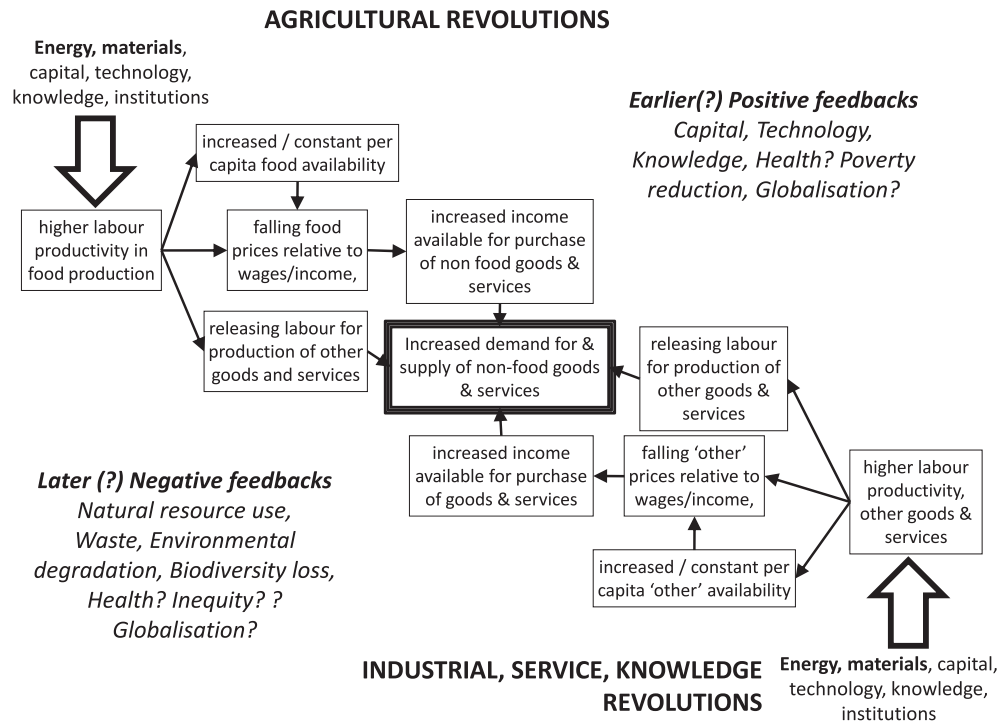 AGRICULTURAL REVOLUTIONS
Energy, materials,
capital, technology,
knowledge, institutions
Earlier(?) Positive feedbacks
Capital, Technology,
Knowledge, Health? Poverty
reduction, Globalisation?
increased / constant per
capita food availability
higher labour
productivity in
food production
falling food
prices relative to
wages/income,
increased income
available for purchase
of non food goods &
services
releasing labour for
production of other
goods and services
Increased demand for &
supply of non-food goods
& services
releasing labour
for production of
other goods &
services
increased income
available for purchase
of goods & services
falling ‘other’
prices relative to
wages/income,
higher labour
productivity,
other goods &
services
increased / constant per
capita ‘other’ availability
Later (?) Negative feedbacks
Natural resource use,
Waste, Environmental
degradation, Biodiversity loss,
Health? Inequity? ?
Globalisation?
INDUSTRIAL, SERVICE, KNOWLEDGE
REVOLUTIONS
Energy, materials, capital,
technology, knowledge,
institutions